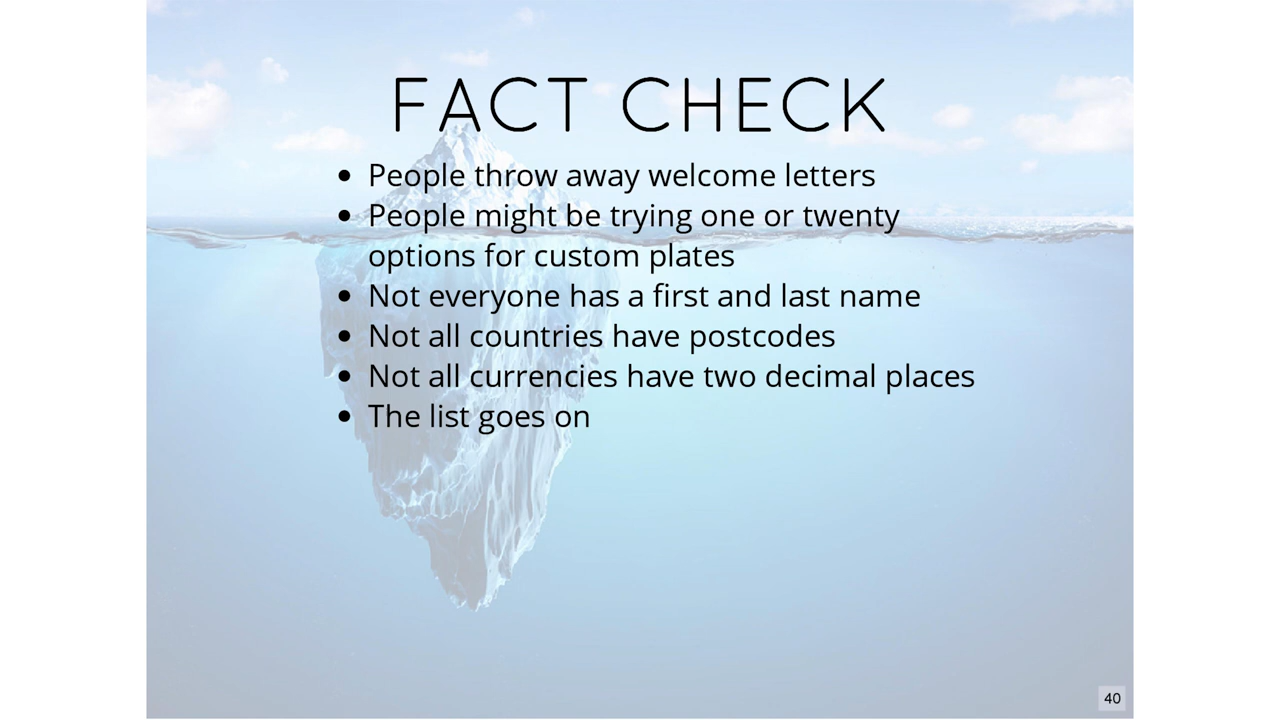 FACT CHECK
• People throw away welcome letters
• People might be trying one or twenty
options for custom plates
• Not everyone has a first and last name
• Not all countries have postcodes
• Not all currencies have two decimal places
• The list goes on
40